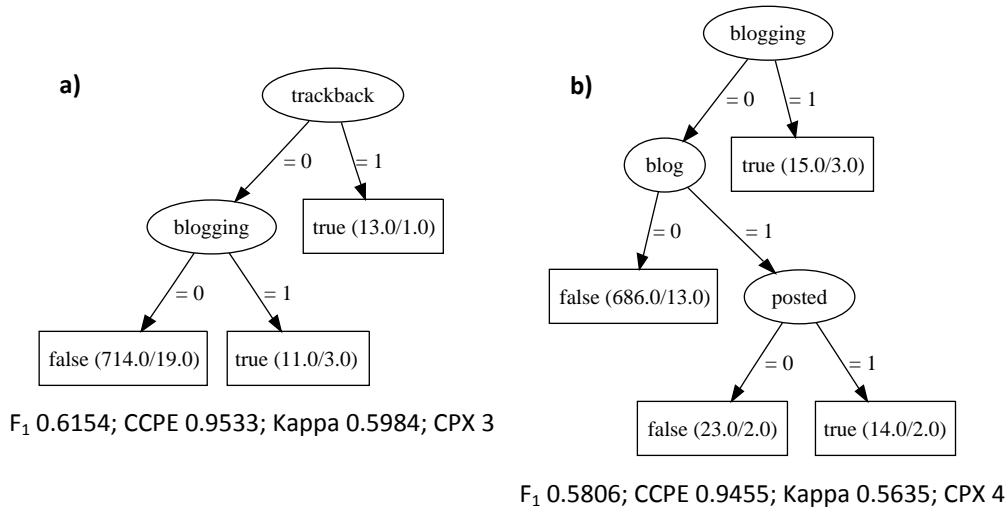 a)
trackback
= 0
= 1
blogging
true (13.0/1.0)
= 0
= 1
false (714.0/19.0)
true (11.0/3.0)
F₁ 0.6154; CCPE 0.9533; Kappa 0.5984; CPX 3
b)
blogging
= 0
= 1
blog
true (15.0/3.0)
= 0
= 1
false (686.0/13.0)
posted
= 0
= 1
false (23.0/2.0)
true (14.0/2.0)
F₁ 0.5806; CCPE 0.9455; Kappa 0.5635; CPX 4